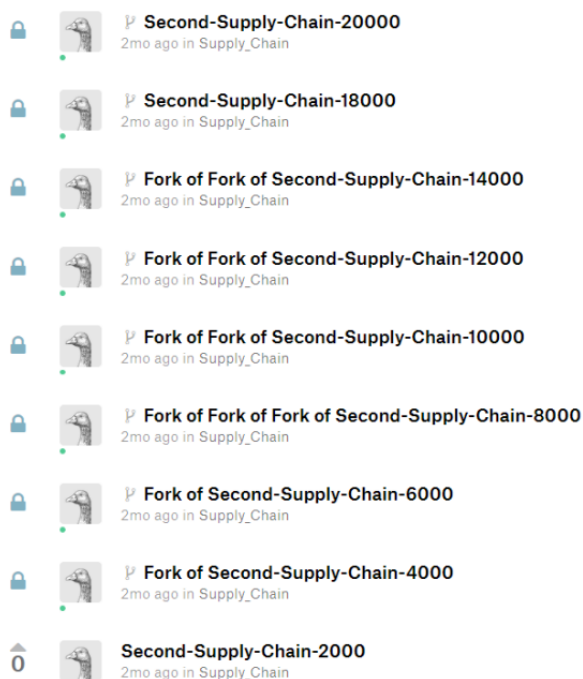 Second-Supply-Chain-20000
2mo ago in Supply_Chain
Second-Supply-Chain-18000
2mo ago in Supply_Chain
Fork of Fork of Second-Supply-Chain-14000
2mo ago in Supply_Chain
Fork of Fork of Second-Supply-Chain-12000
2mo ago in Supply_Chain
Fork of Fork of Second-Supply-Chain-10000
2mo ago in Supply_Chain
Fork of Fork of Fork of Second-Supply-Chain-8000
2mo ago in Supply_Chain
Fork of Second-Supply-Chain-6000
2mo ago in Supply_Chain
Fork of Second-Supply-Chain-4000
2mo ago in Supply_Chain
0 Second-Supply-Chain-2000
2mo ago in Supply_Chain